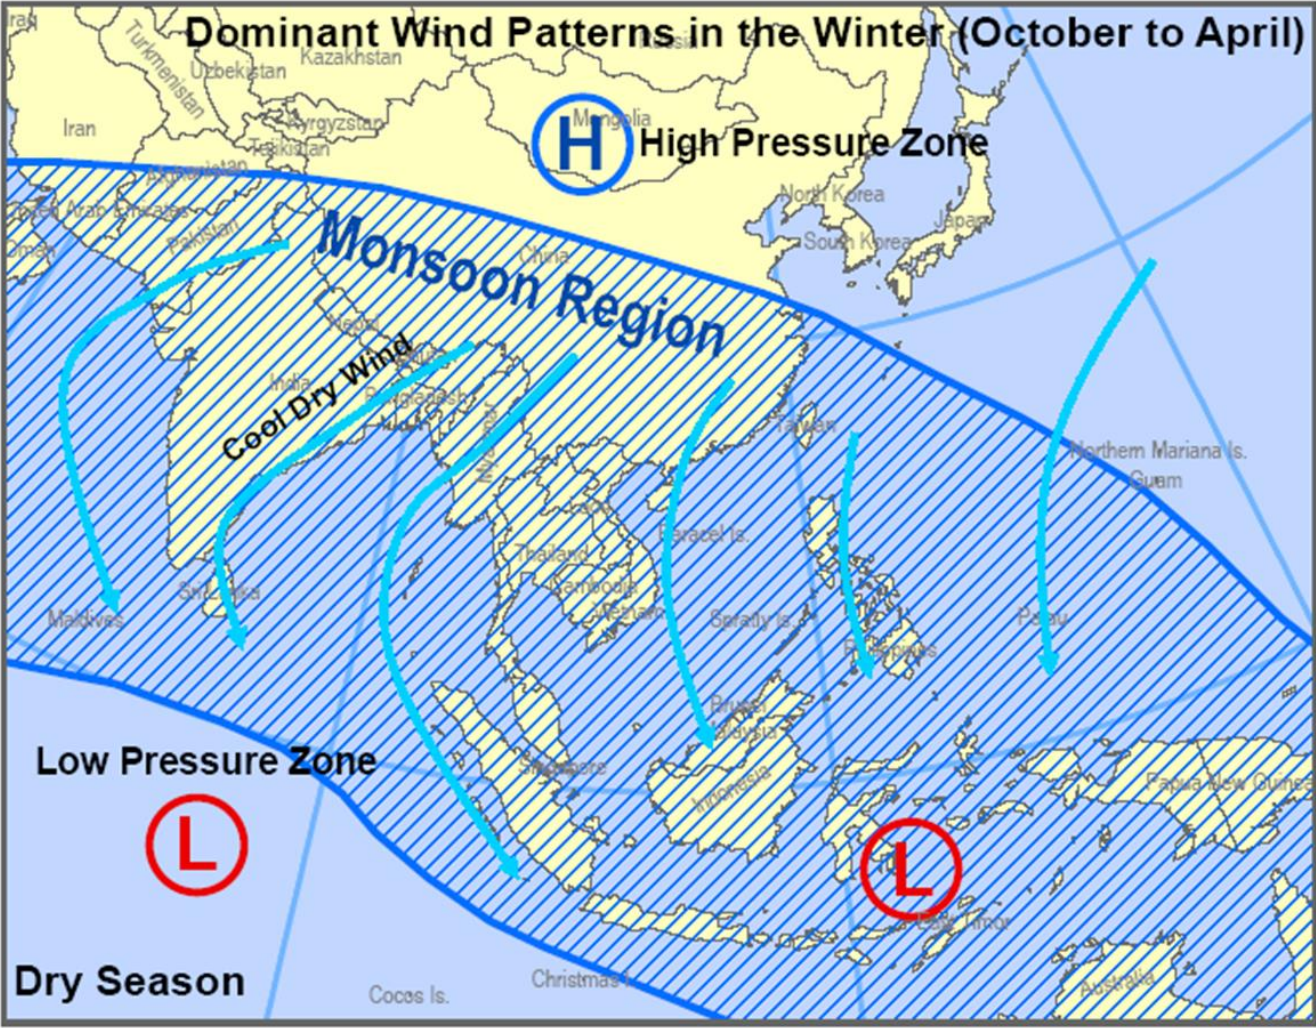 Dominant Wind Patterns in the Winter (October to April)
Iraq
Turkmenistan
Uzbekistan
Kazakhstan
Russia
Iran
Kyrgyzstan
Tajikistan
Mongolia
H
High Pressure Zone
Afghanistan
North Korea
South Korea
Japan
United Arab Emirates
Oman
Pakistan
China
Monsoon Region
Nepal
Bhutan
India
Bangladesh
Cool Dry Wind
Myanmar
Taiwan
Northern Mariana Is.
Guam
Laos
Paracel Is.
Thailand
Cambodia
Vietnam
Spratly Is.
Sri Lanka
Maldives
Palau
Philippines
Brunei
Malaysia
Singapore
Indonesia
Papua New Guinea
Low Pressure Zone
L
L
East Timor
Dry Season
Christmas I
Cocos Is.
Australia